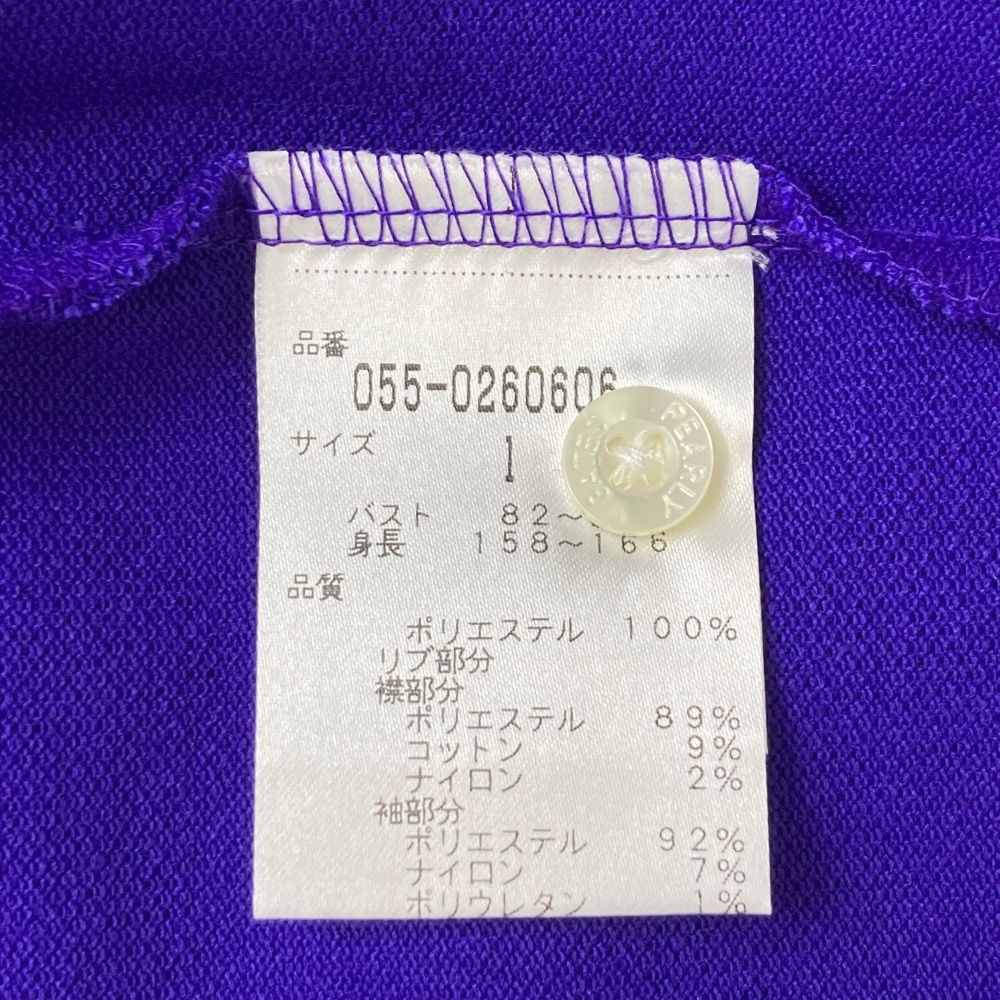 品番
055-0260606
サイズ 1
バスト 82～
身長 158～166
品質
ポリエステル 100%
リブ部分
襟部分
ポリエステル 89%
コットン 9%
ナイロン 2%
袖部分
ポリエステル 92%
ナイロン 7%
ポリウレタン 1%
PEARLY GATES